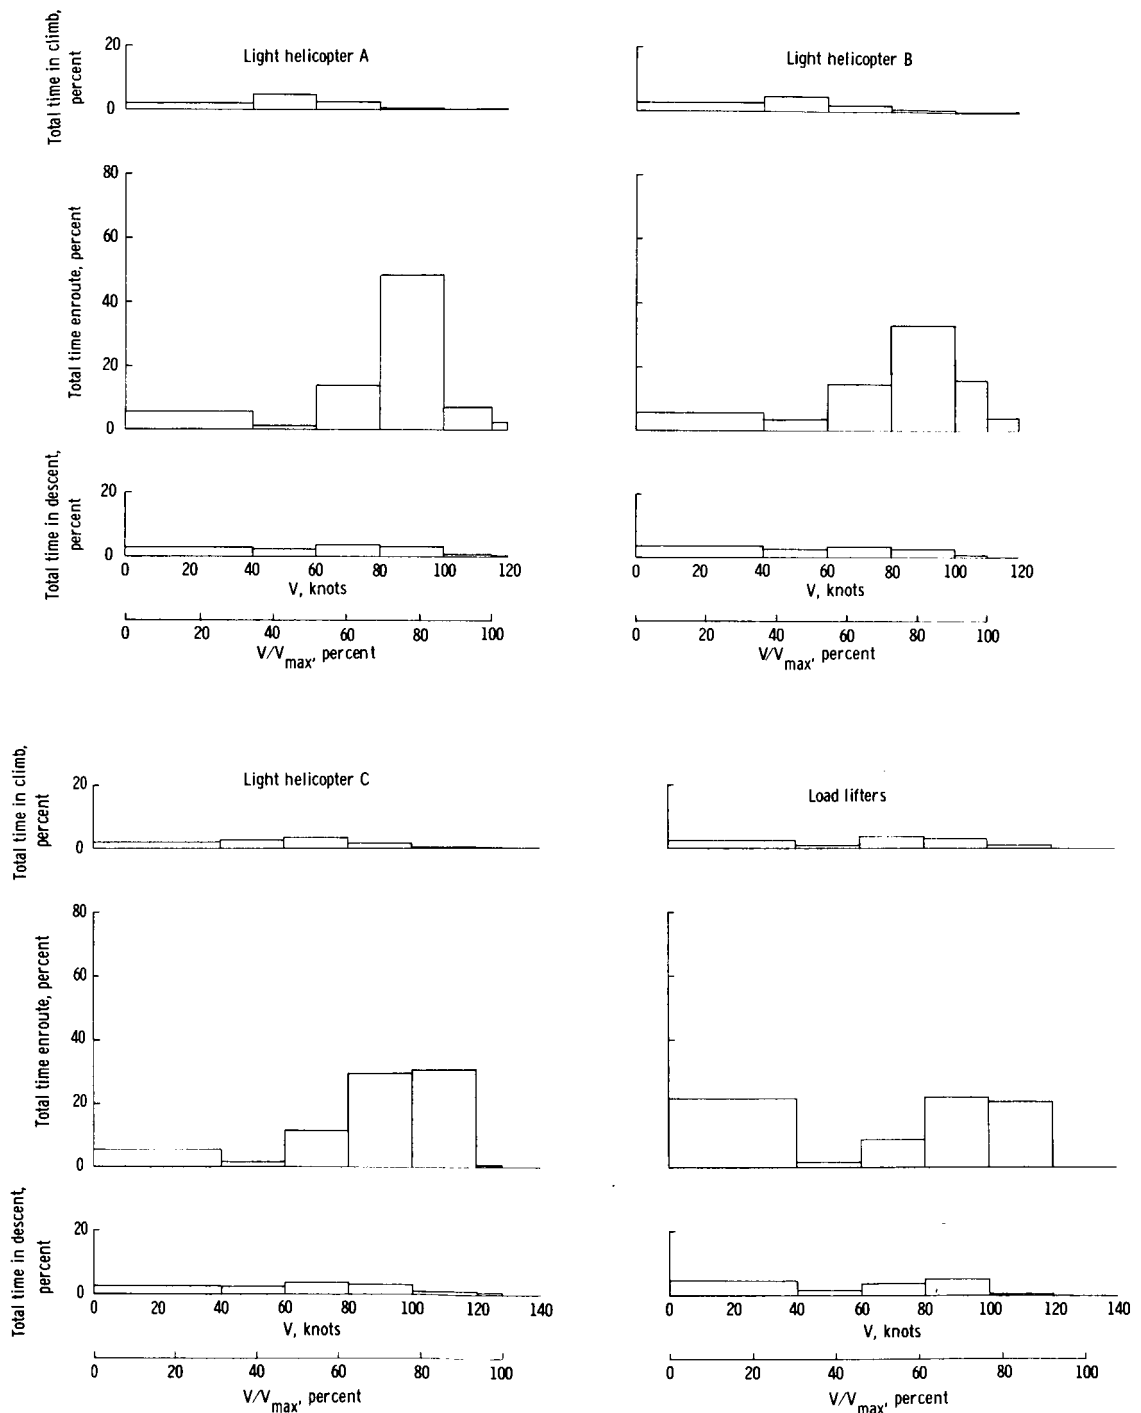 Light helicopter A
Total time in climb,
percent
20
0
Total time enroute, percent
80
60
40
20
0
Total time in descent,
percent
20
0
0 20 40 60 80 100 120
V, knots
0 20 40 60 80 100
V/Vmax, percent
Light helicopter B
0 20 40 60 80 100 120
V, knots
0 20 40 60 80 100
V/Vmax, percent
Light helicopter C
Total time in climb,
percent
20
0
Total time enroute, percent
80
60
40
20
0
Total time in descent,
percent
20
0
0 20 40 60 80 100 120 140
V, knots
0 20 40 60 80 100
V/Vmax, percent
Load lifters
0 20 40 60 80 100 120 140
V, knots
0 20 40 60 80 100
V/Vmax, percent